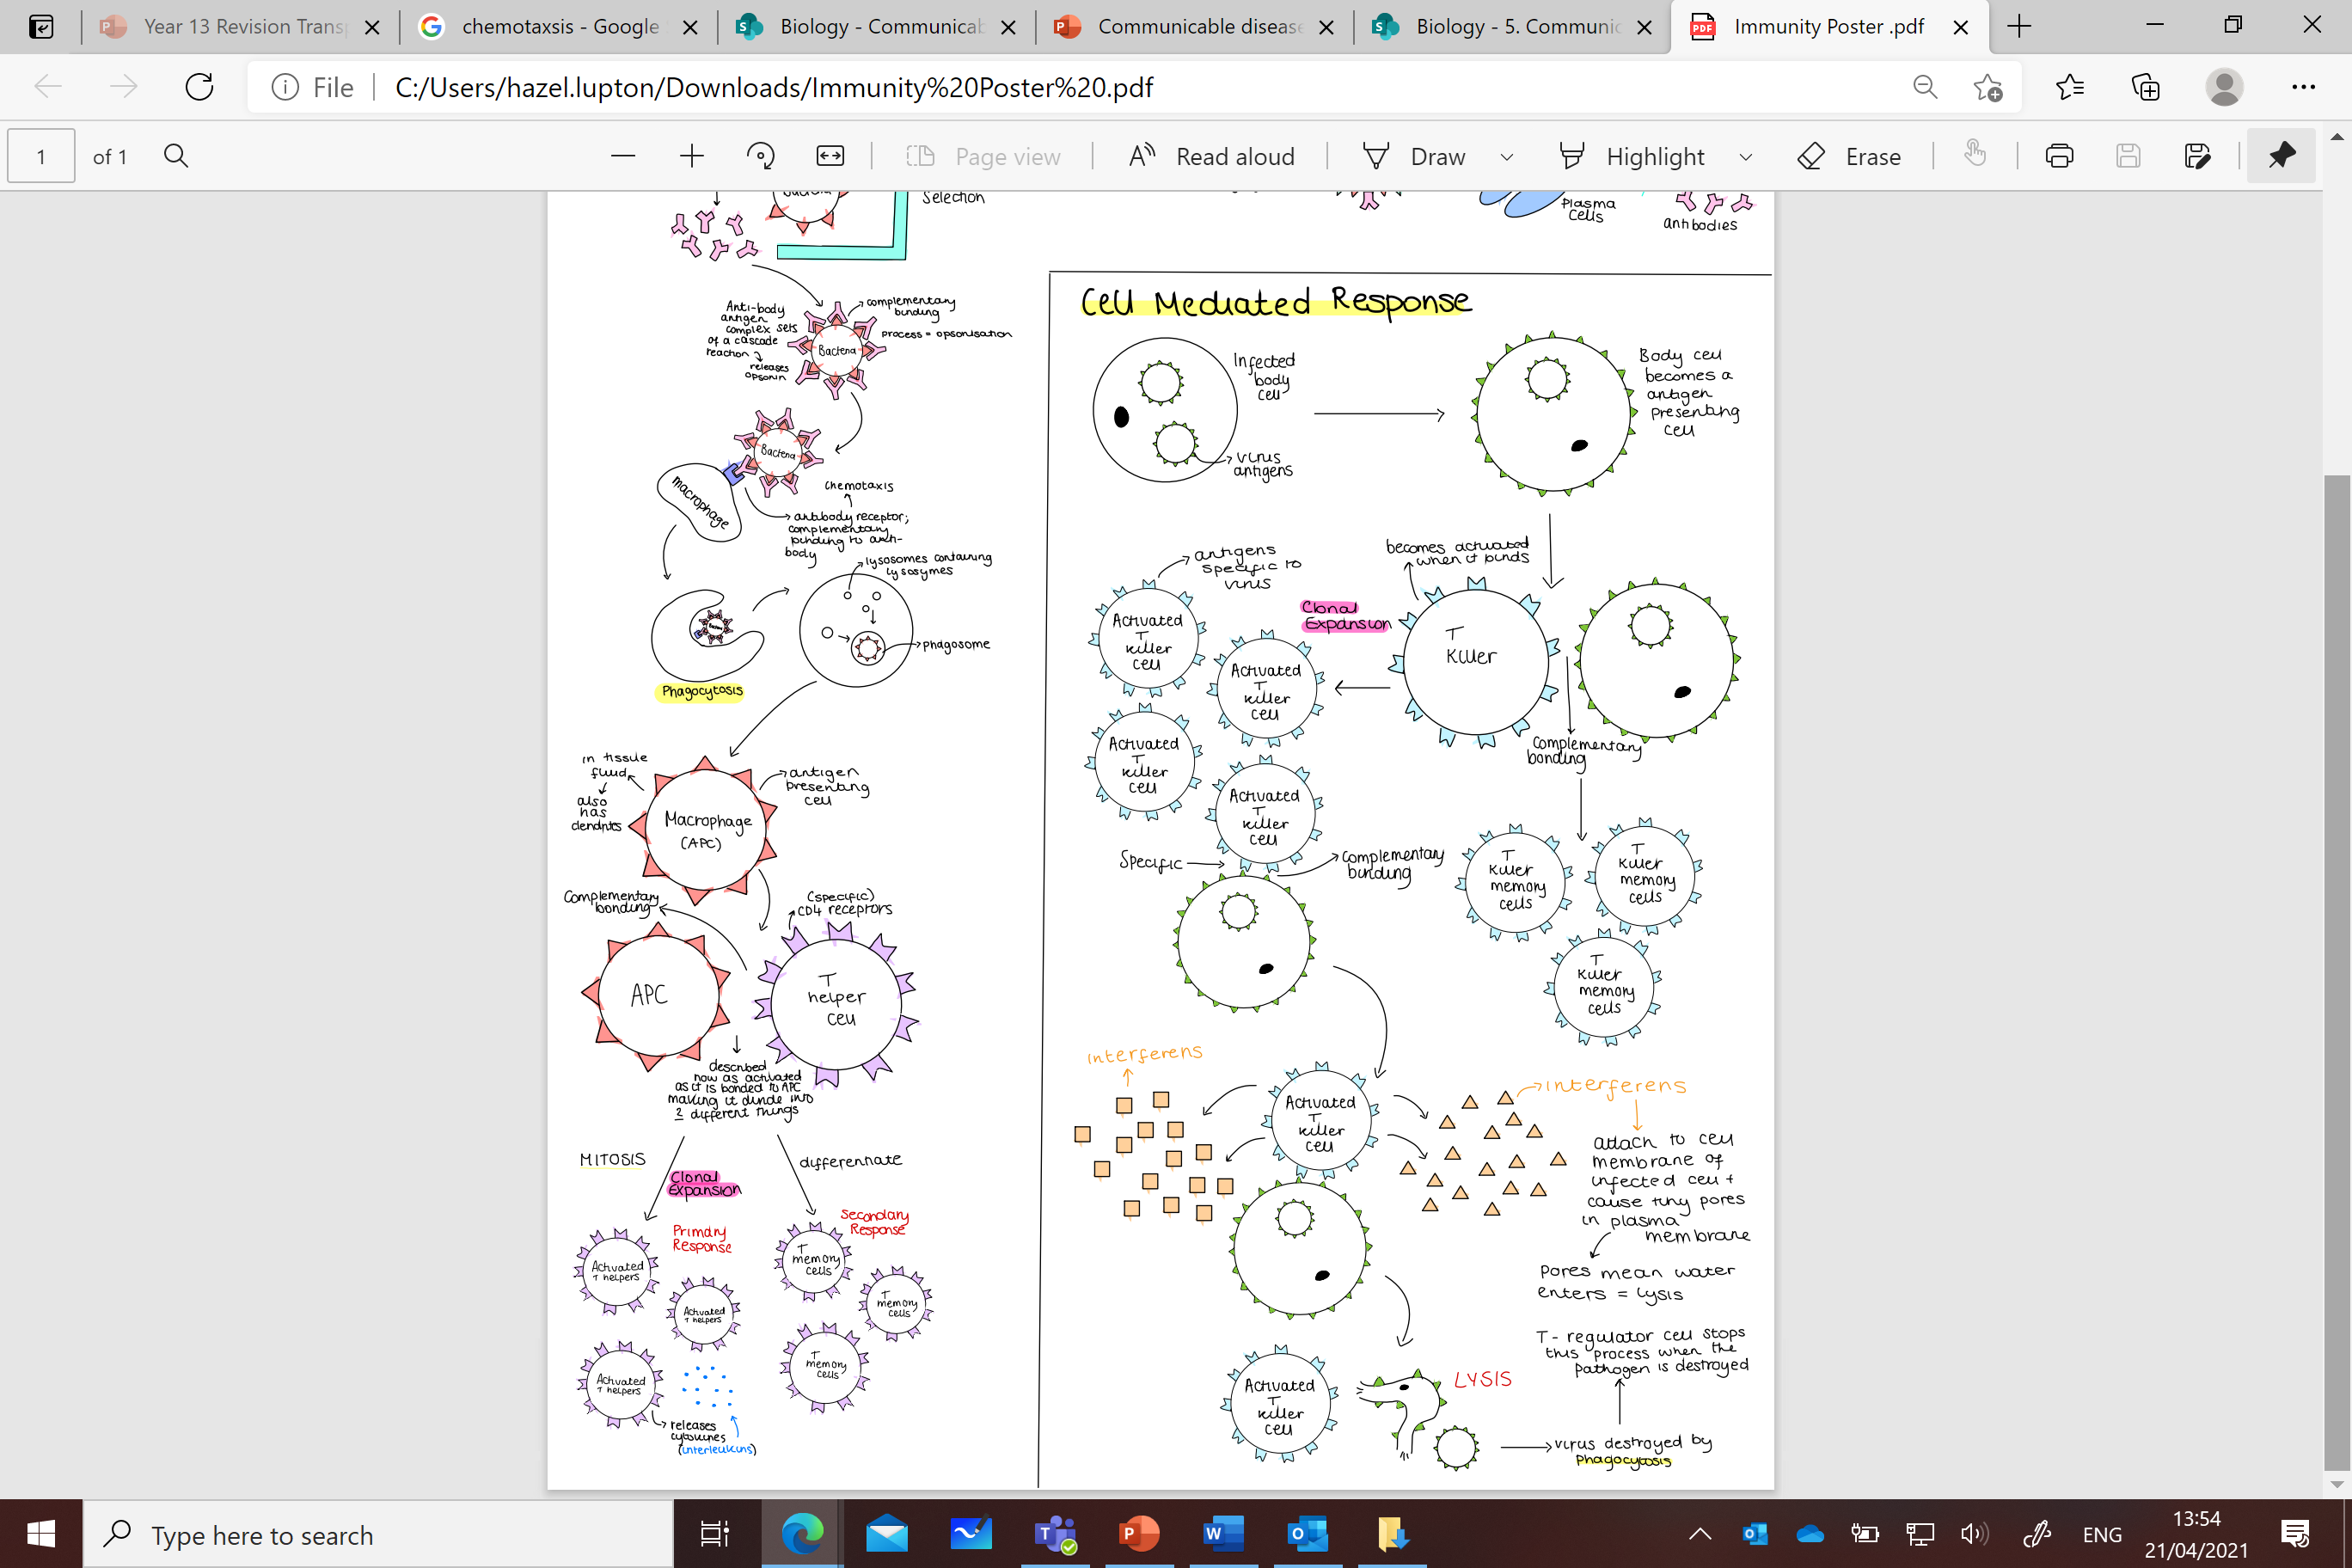 Year 13 Revision Transp
chemotaxsis - Google
Biology - Communicab
Communicable disease
Biology - 5. Communic
Immunity Poster .pdf
File
C:/Users/hazel.lupton/Downloads/Immunity%20Poster%20.pdf
1 of 1
Page view
Read aloud
Draw
Highlight
Erase
Selection
Plasma
cells
antibodies
Anti-body
antigen
complex sets
of a cascade
reaction
releases
opsonin
complementary
binding
process = opsonisation
Bacteria
Bacteria
macrophage
chemotaxis
antibody receptor;
complementary
binding to anti-
body
lysosomes containing
lysosymes
phagosome
Phagocytosis
in tissue
fluid
also
has
dendrites
Macrophage
(APC)
antigen
presenting
cell
Complementary
bonding
(specific)
CD4 receptors
APC
T
helper
cell
described
now as activated
as it is bonded to APC
making it divide into
2 different things
MITOSIS
Clonal
Expansion
differentiate
Primary
Response
Secondary
Response
Activated
T helpers
Activated
T helpers
Activated
T helpers
T
memory
cells
T
memory
cells
T
memory
cells
releases
cytokines
(interleukins)
Cell Mediated Response
Infected
body
cell
virus
antigens
Body cell
becomes a
antigen
presenting
cell
antigens
specific to
virus
becomes activated
when it binds
Clonal
Expansion
Activated
T
killer
cell
Activated
T
killer
cell
Activated
T
killer
cell
Activated
T
killer
cell
T
Killer
Complementary
bonding
Specific
Complementary
binding
T
Killer
memory
cells
T
Killer
memory
cells
T
Killer
memory
cells
interferens
Activated
T
killer
cell
interferens
attach to cell
membrane of
infected cell +
cause tiny pores
in plasma
membrane
Pores mean water
enters = lysis
T-regulator cell stops
this process when the
pathogen is destroyed
Activated
T
killer
cell
LYSIS
virus destroyed by
Phagocytosis
Type here to search
ENG
13:54
21/04/2021